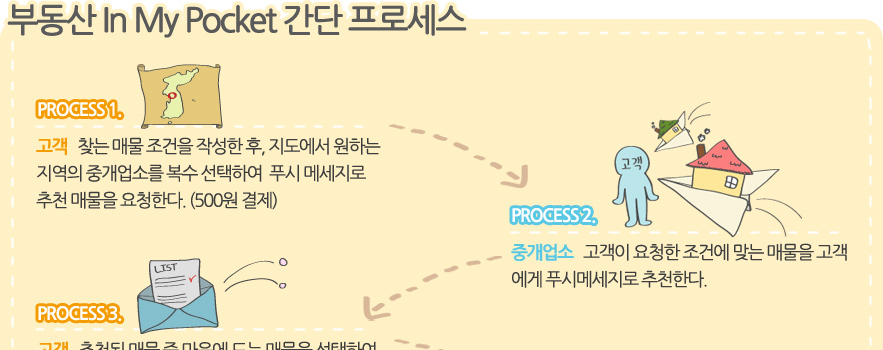 부동산 In My Pocket 간단 프로세스
PROCESS 1.
고객 찾는 매물 조건을 작성한 후, 지도에서 원하는
지역의 중개업소를 복수 선택하여 푸시 메세지로
추천 매물을 요청한다. (500원 결제)
고객
PROCESS 2.
중개업소 고객이 요청한 조건에 맞는 매물을 고객
에게 푸시메세지로 추천한다.
LIST
PROCESS 3.
고객 추천된 매물 중 마음에 드는 매물을 선택하여